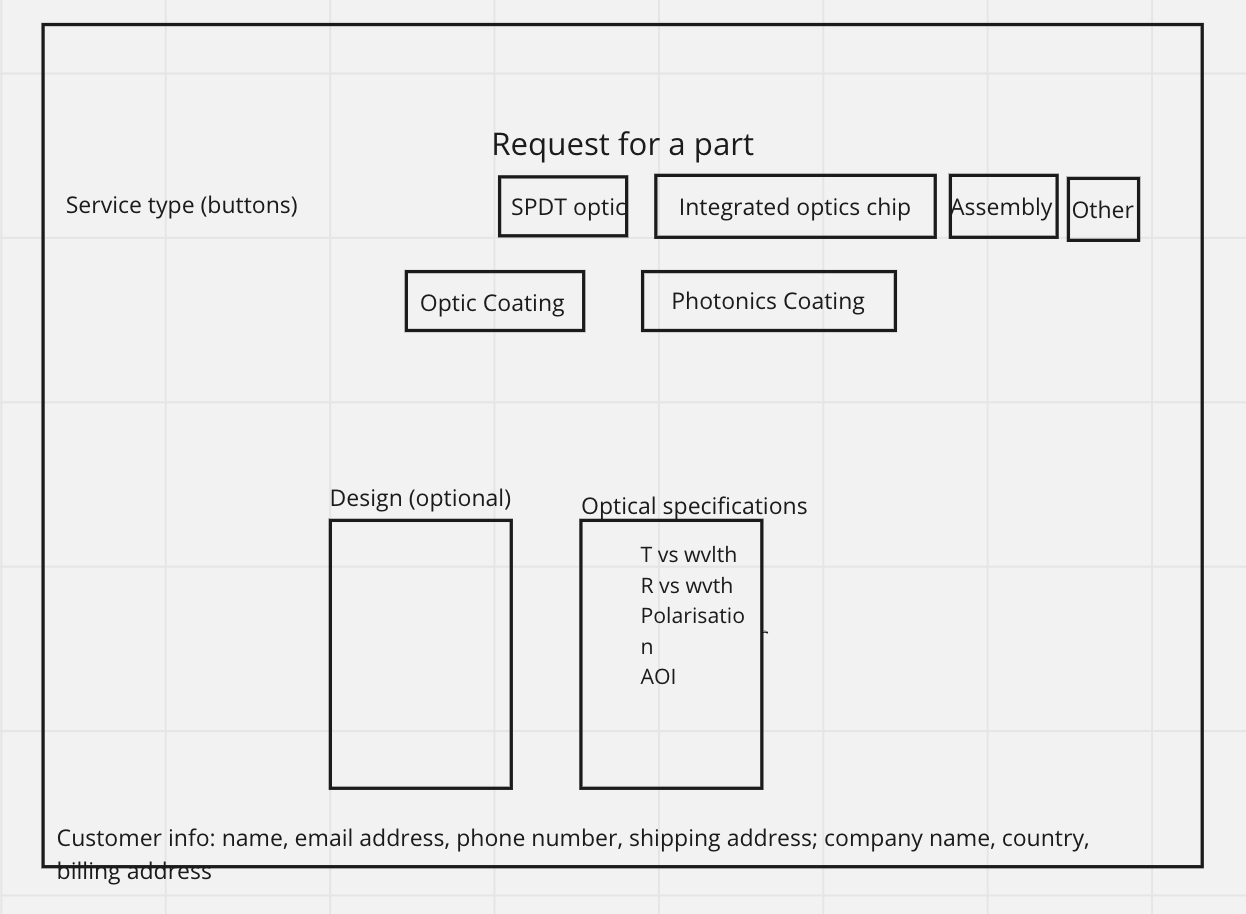 Request for a part
Service type (buttons)
SPDT optic
Integrated optics chip
Assembly
Other
Optic Coating
Photonics Coating
Design (optional)
Optical specifications
T vs wvlth
R vs wvth
Polarisatio
n
AOI
Customer info: name, email address, phone number, shipping address; company name, country,
billing address